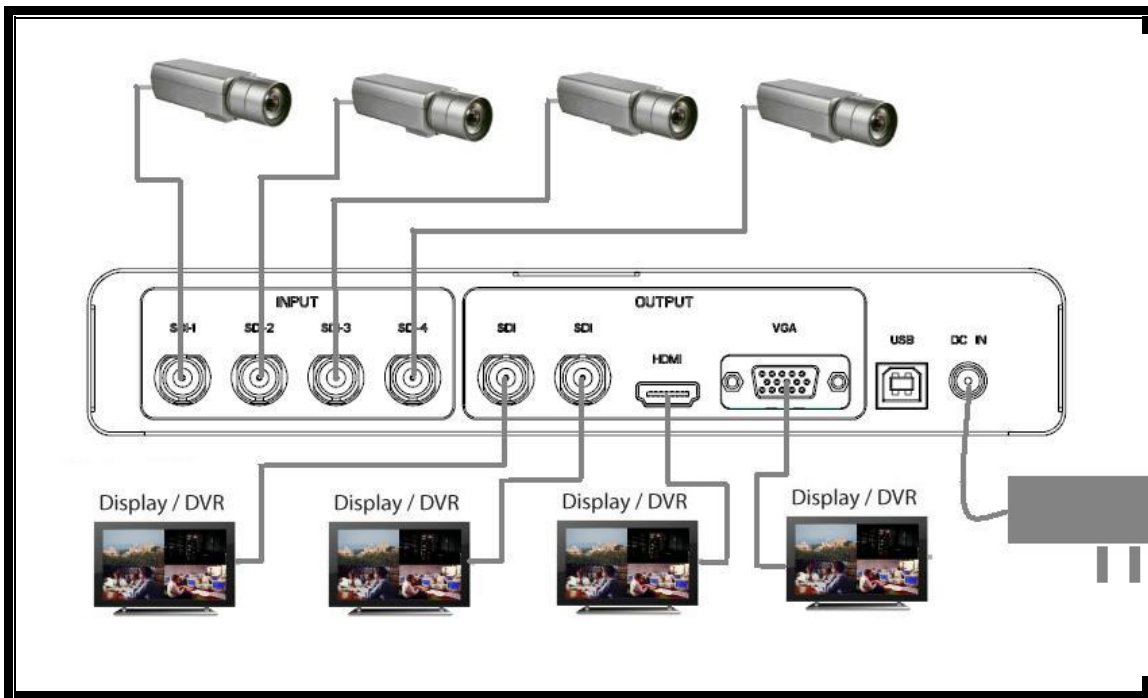 INPUT
OUTPUT
SDI-1
SDI-2
SDI-3
SDI-4
SDI
SDI
HDMI
VGA
USB
DC IN
Display / DVR
Display / DVR
Display / DVR
Display / DVR